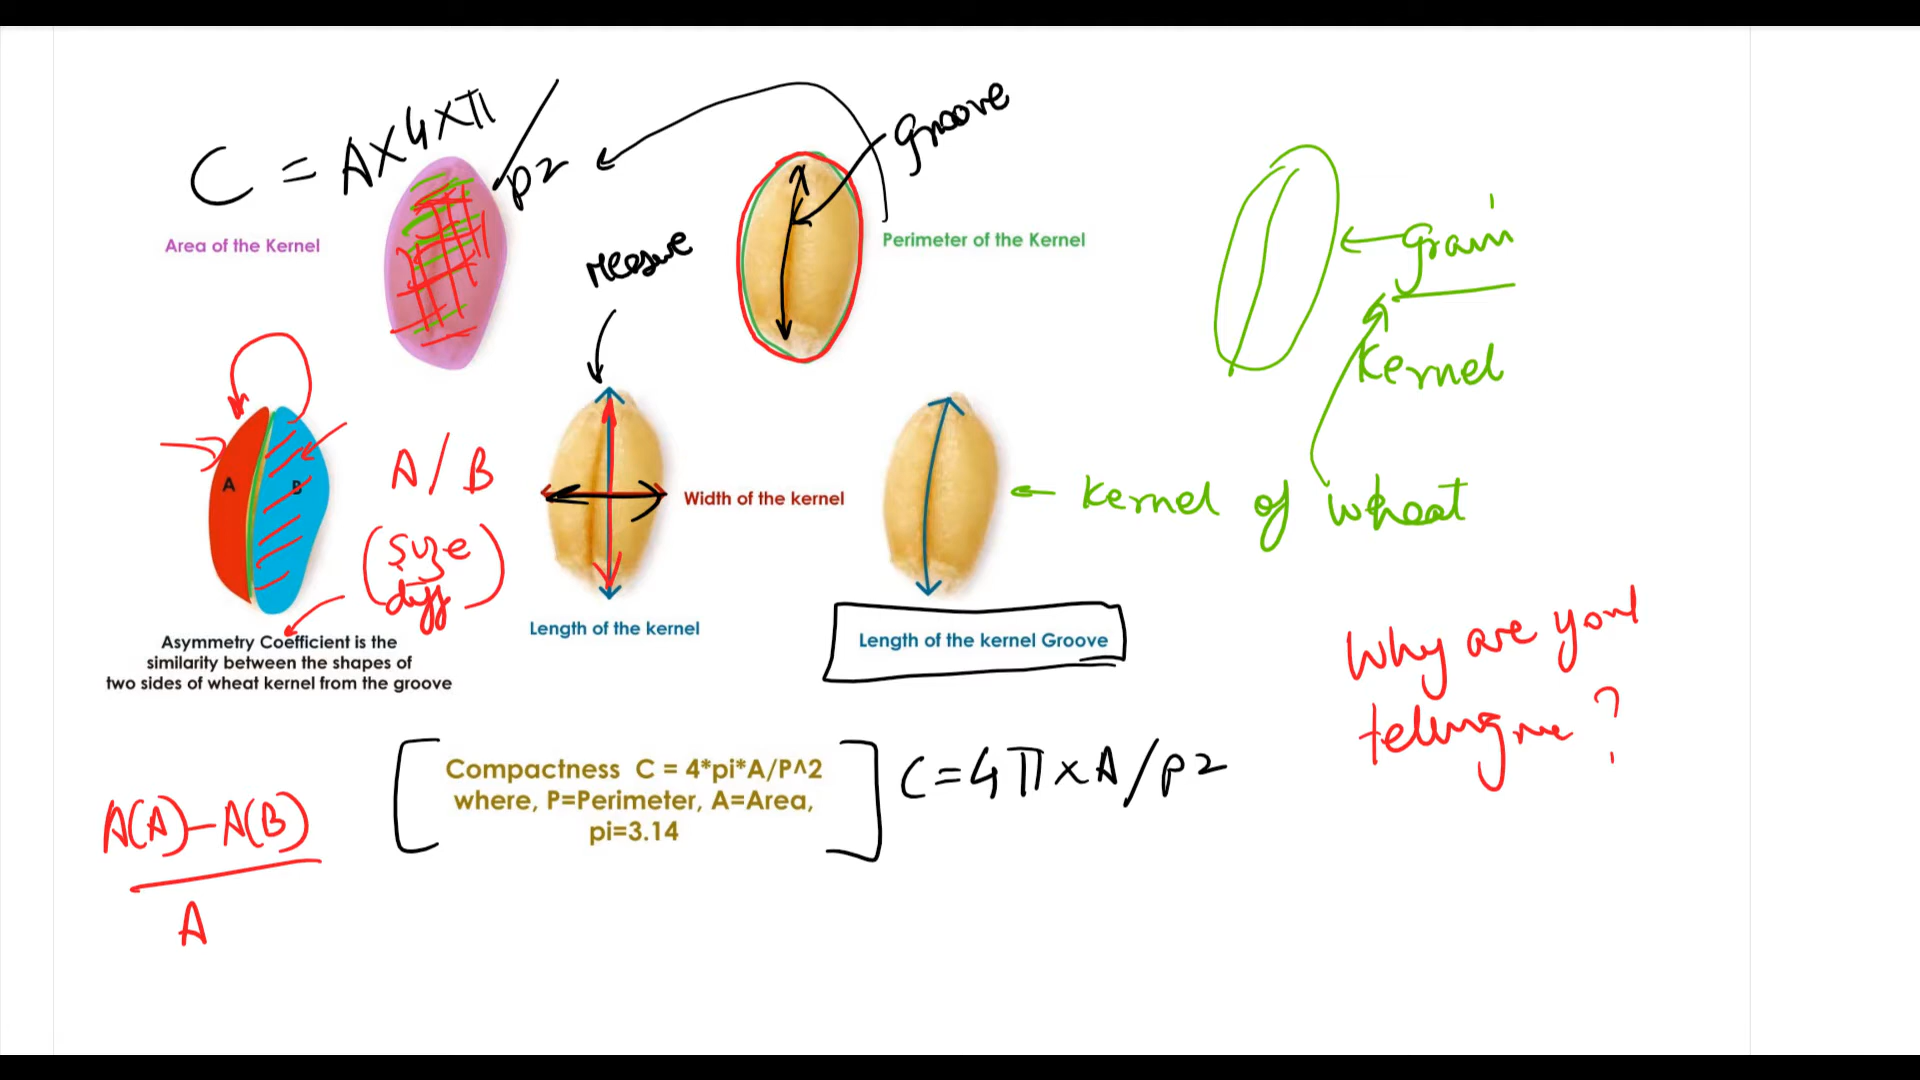 C = A×4×π/p2
groove
Area of the Kernel
Perimeter of the Kernel
grain
Kernel
A
B
A/B
(size
diff)
Width of the kernel
Kernel of wheat
Asymmetry Coefficient is the
similarity between the shapes of
two sides of wheat kernel from the groove
Length of the kernel
Length of the kernel Groove
Why are you
telling me ?
Compactness C = 4*pi*A/P^2
where, P=Perimeter, A=Area,
pi=3.14
C=4π×A/p2
A(A)-A(B)
A